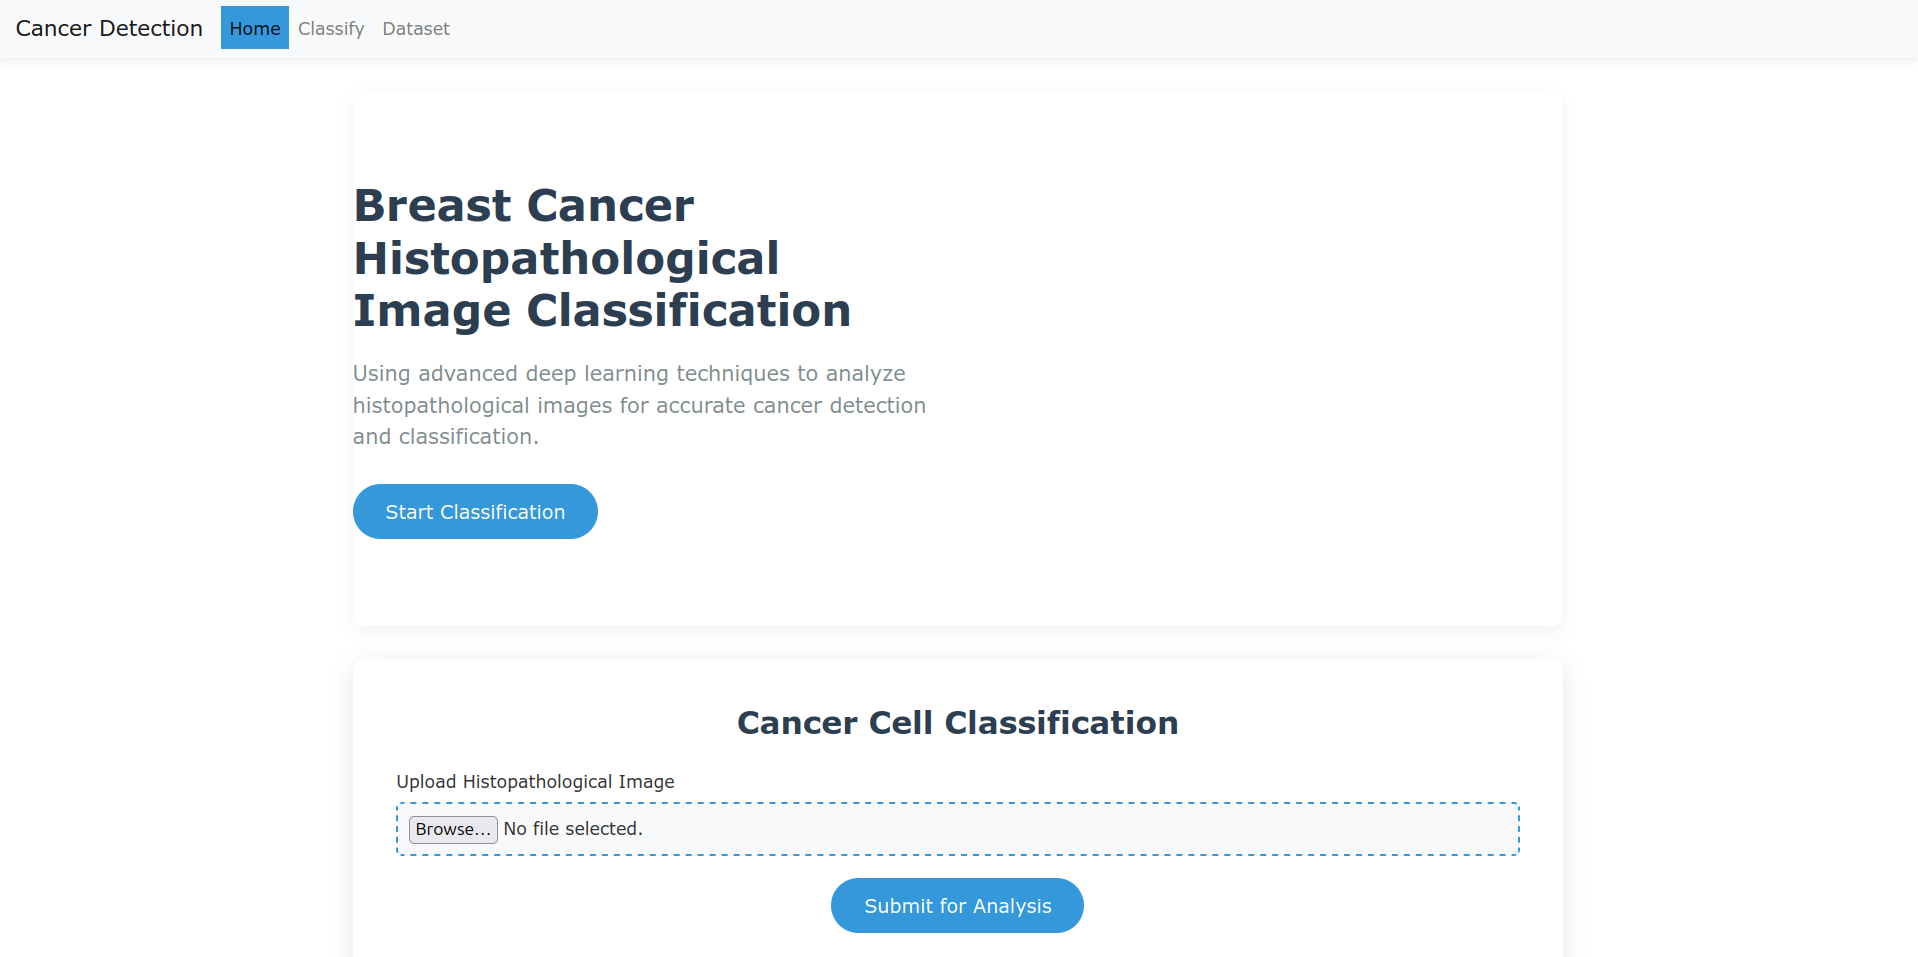 Cancer Detection Home Classify Dataset
Breast Cancer
Histopathological
Image Classification
Using advanced deep learning techniques to analyze
histopathological images for accurate cancer detection
and classification.
Start Classification
Cancer Cell Classification
Upload Histopathological Image
Browse... No file selected.
Submit for Analysis